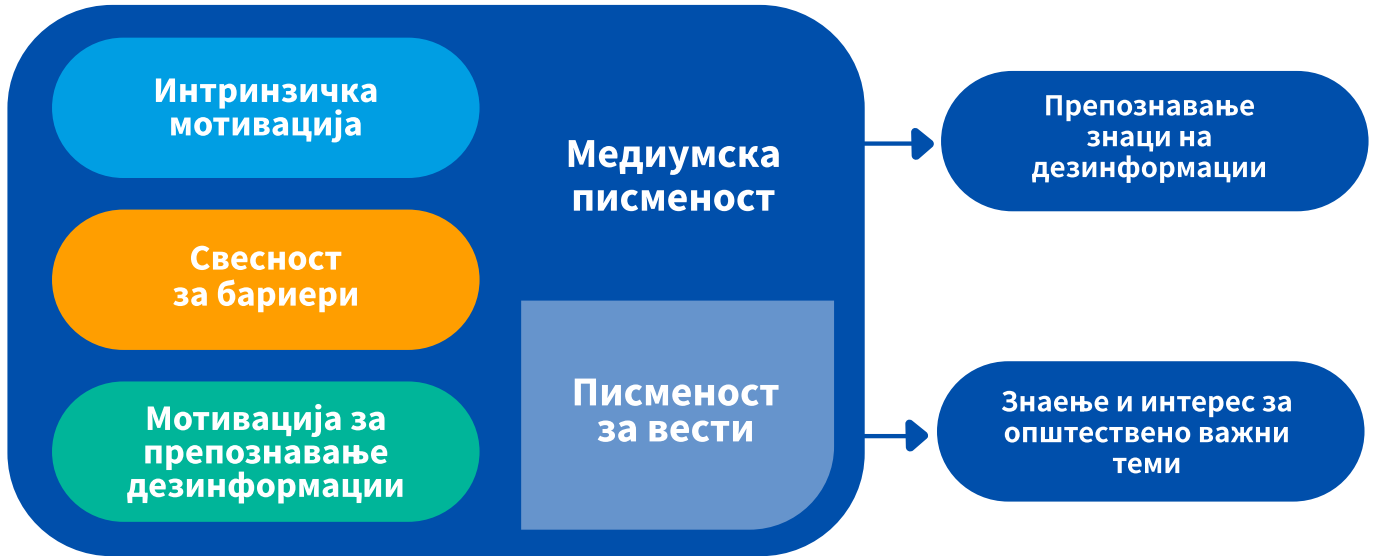 Интринзичка
мотивација
Свесност
за бариери
Мотивација за
препознавање
дезинформации
Медиумска
писменост
Писменост
за вести
Препознавање
знаци на
дезинформации
Знаење и интерес за
општествено важни
теми